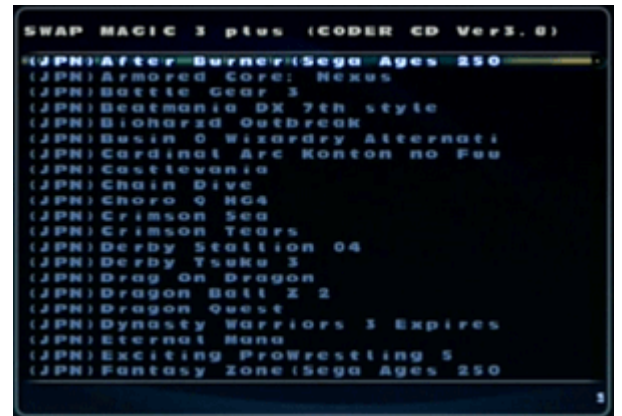 SWAP MAGIC 3 plus (CODER CD Ver3.8)
(JPN)After Burner(Sega Ages 250
(JPN)Armored Core: Nexus
(JPN)Battle Gear 3
(JPN)Beatmania DX 7th style
(JPN)Bioharzd Outbreak
(JPN)Busin 0 Wizardry Alternati
(JPN)Cardinal Arc Konton no Fuu
(JPN)Castlevania
(JPN)Chain Dive
(JPN)Choro Q HG4
(JPN)Crimson Sea
(JPN)Crimson Tears
(JPN)Derby Stallion 04
(JPN)Derby Tsuku 3
(JPN)Drag On Dragon
(JPN)Dragon Ball Z 2
(JPN)Dragon Quest
(JPN)Dynasty Warriors 3 Expires
(JPN)Eternal Mana
(JPN)Exciting ProWrestling 5
(JPN)Fantasy Zone(Sega Ages 250
3